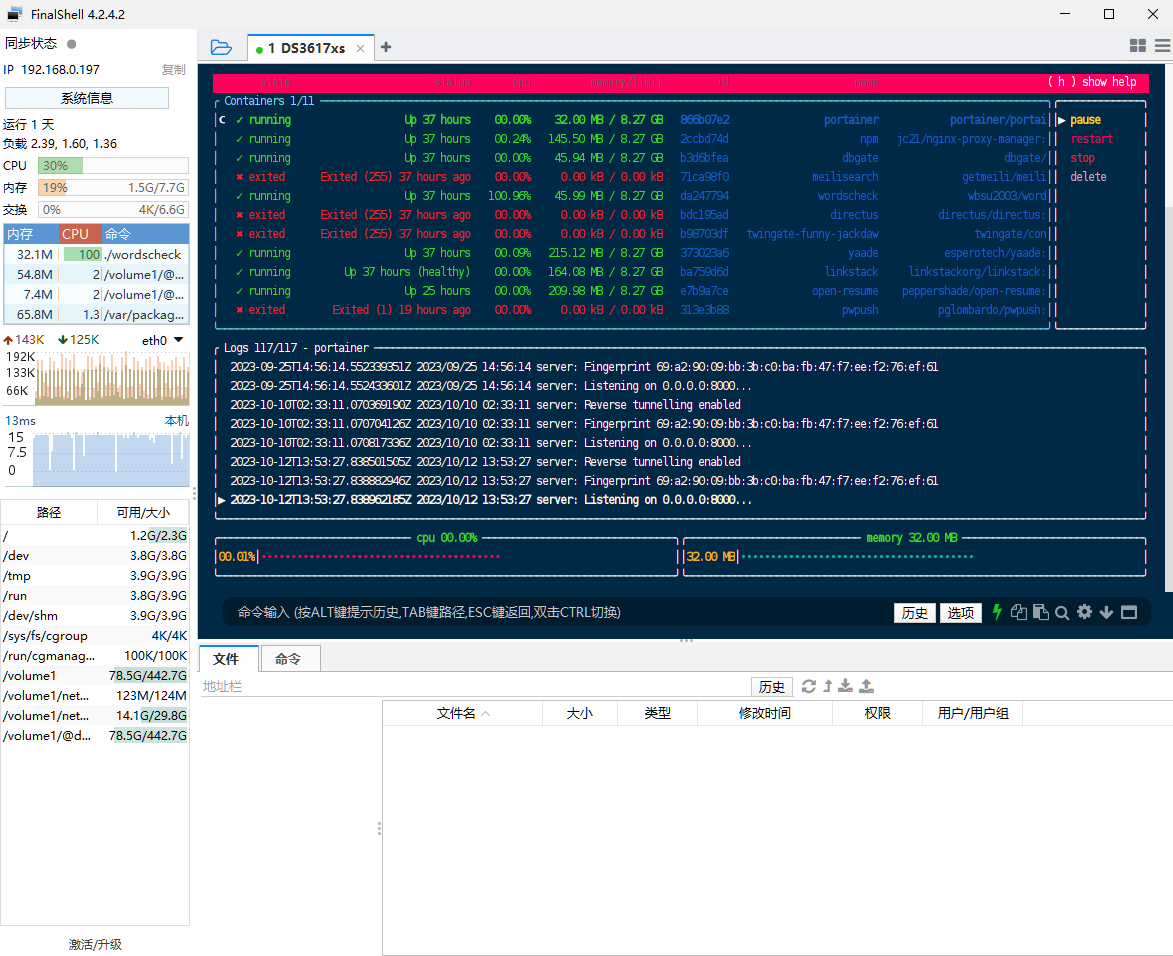 FinalShell 4.2.4.2
同步状态
IP 192.168.0.197 复制
系统信息
运行 1 天
负载 2.39, 1.60, 1.36
CPU 30%
内存 19% 1.5G/7.7G
交换 0% 4K/6.6G
内存 CPU 命令
32.1M 100 ./wordscheck
54.8M 2 /volume1/@...
7.4M 2 /volume1/@...
65.8M 1.3 /var/packag...
143K 125K eth0
192K
133K
66K
13ms 本机
15
7.5
0
路径 可用/大小
/ 1.2G/2.3G
/dev 3.8G/3.8G
/tmp 3.9G/3.9G
/run 3.8G/3.8G
/dev/shm 3.9G/3.9G
/sys/fs/cgroup 4K/4K
/run/cgmanag... 100K/100K
/volume1 78.5G/442.7G
/volume1/net... 123M/124M
/volume1/net... 14.1G/29.8G
/volume1/@d... 78.5G/442.7G
激活/升级
1 DS3617xs
state status cpu memory/limit id name ( h ) show help
Containers 1/11
C ✓ running Up 37 hours 00.00% 32.00 MB / 8.27 GB 866b07e2 portainer portainer/portai
✓ running Up 37 hours 00.24% 145.50 MB / 8.27 GB 2ccbd74d npm jc21/nginx-proxy-manager:
✓ running Up 37 hours 00.00% 45.94 MB / 8.27 GB b3d6bfea dbgate dbgate/
✖ exited Exited (255) 37 hours ago 00.00% 0.00 kB / 0.00 kB 71ca98f0 meilisearch getmeili/meili
✓ running Up 37 hours 100.96% 45.99 MB / 8.27 GB da247794 wordscheck wbsu2003/word
✖ exited Exited (255) 37 hours ago 00.00% 0.00 kB / 0.00 kB bdc195ad directus directus/directus:
✖ exited Exited (255) 37 hours ago 00.00% 0.00 kB / 0.00 kB b98703df twingate-funny-jackdaw twingate/con
✓ running Up 37 hours 00.09% 215.12 MB / 8.27 GB 373023a6 yaade esperotech/yaade:
✓ running Up 37 hours (healthy) 00.00% 164.08 MB / 8.27 GB ba759d6d linkstack linkstackorg/linkstack:
✓ running Up 25 hours 00.00% 209.98 MB / 8.27 GB e7b9a7ce open-resume peppershade/open-resume:
✖ exited Exited (1) 19 hours ago 00.00% 0.00 kB / 0.00 kB 313e3b88 pwpush pglombardo/pwpush:
▶ pause
restart
stop
delete
Logs 117/117 - portainer
2023-09-25T14:56:14.552339351Z 2023/09/25 14:56:14 server: Fingerprint 69:a2:90:09:bb:3b:c0:ba:fb:47:f7:ee:f2:76:ef:61
2023-09-25T14:56:14.552433601Z 2023/09/25 14:56:14 server: Listening on 0.0.0.0:8000...
2023-10-10T02:33:11.070369190Z 2023/10/10 02:33:11 server: Reverse tunnelling enabled
2023-10-10T02:33:11.070704126Z 2023/10/10 02:33:11 server: Fingerprint 69:a2:90:09:bb:3b:c0:ba:fb:47:f7:ee:f2:76:ef:61
2023-10-10T02:33:11.070817336Z 2023/10/10 02:33:11 server: Listening on 0.0.0.0:8000...
2023-10-12T13:53:27.838501505Z 2023/10/12 13:53:27 server: Reverse tunnelling enabled
2023-10-12T13:53:27.838882946Z 2023/10/12 13:53:27 server: Fingerprint 69:a2:90:09:bb:3b:c0:ba:fb:47:f7:ee:f2:76:ef:61
▶ 2023-10-12T13:53:27.838962185Z 2023/10/12 13:53:27 server: Listening on 0.0.0.0:8000...
cpu 00.00% memory 32.00 MB
00.01% 32.00 MB
命令输入 (按ALT键提示历史,TAB键路径,ESC键返回,双击CTRL切换) 历史 选项
文件 命令
地址栏 历史
文件名 大小 类型 修改时间 权限 用户/用户组